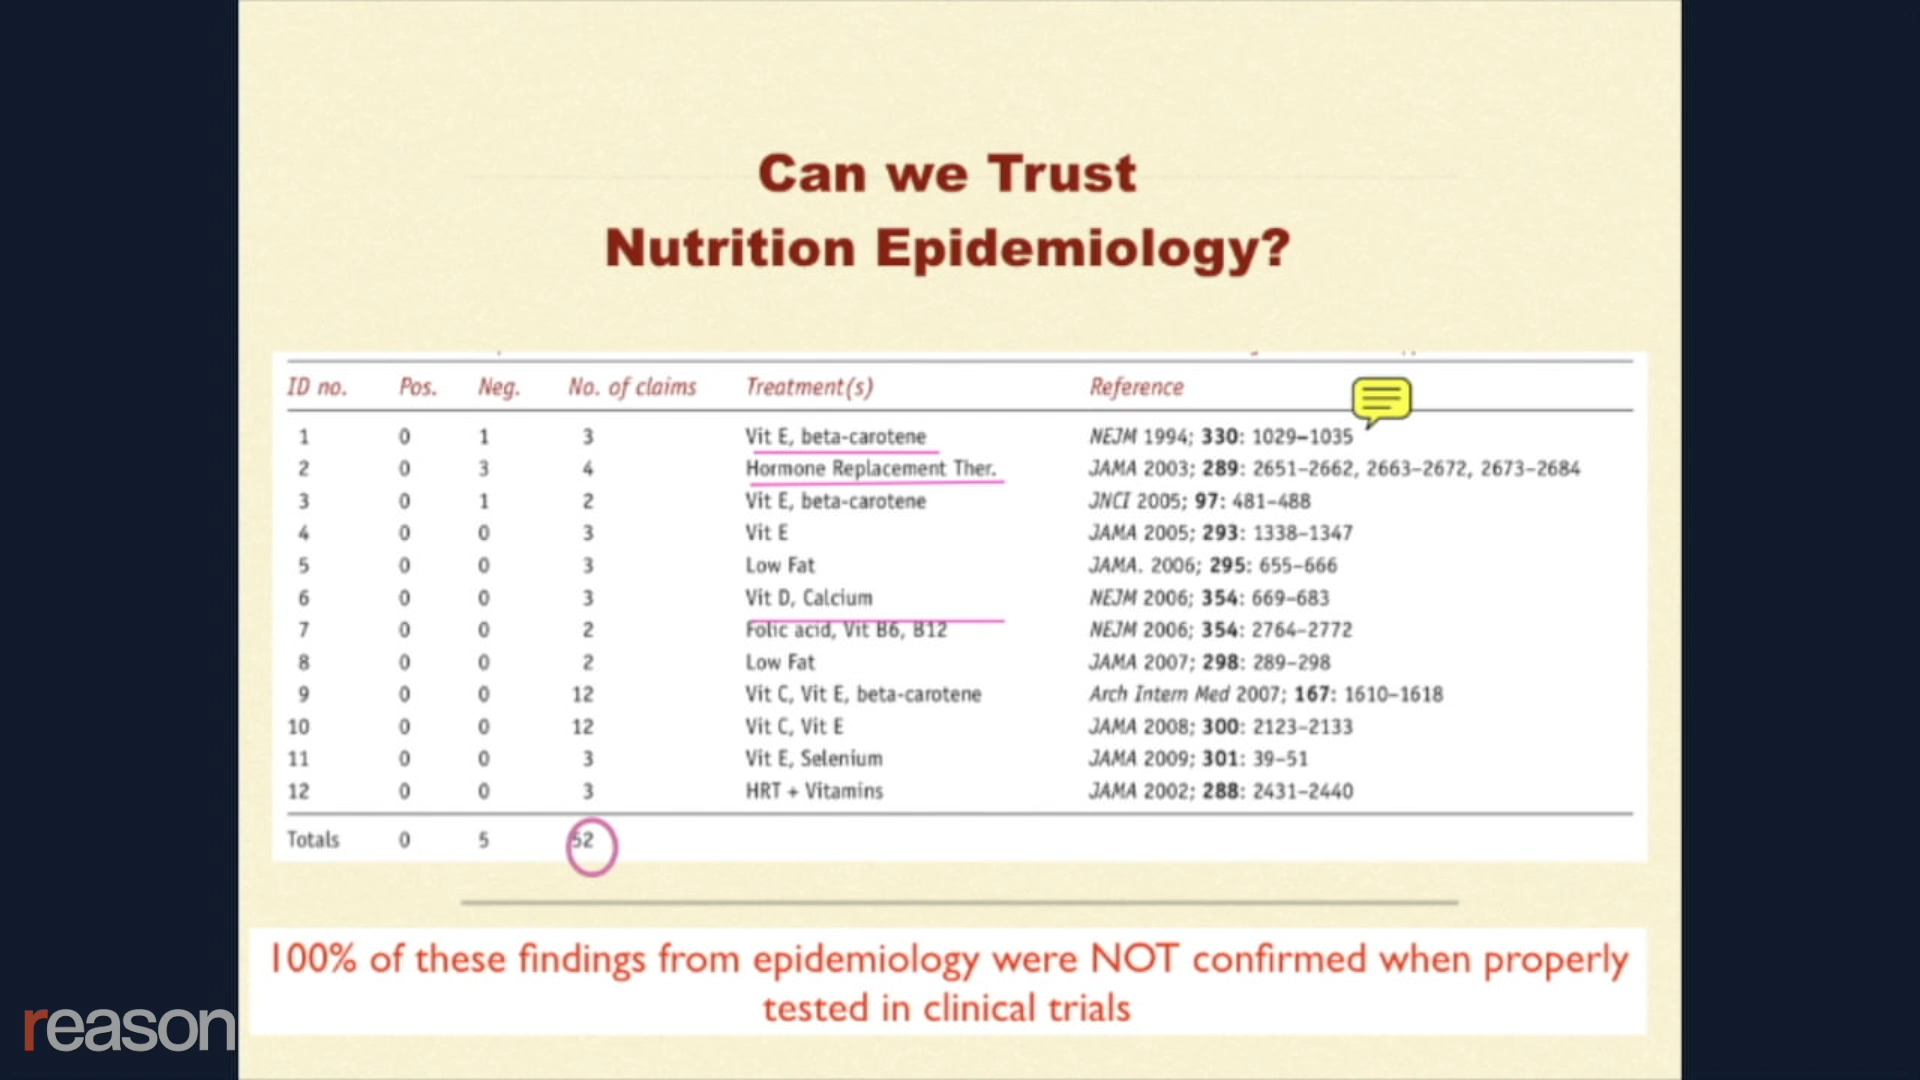 Can we Trust
Nutrition Epidemiology?
ID no. Pos. Neg. No. of claims Treatment(s) Reference
1 0 1 3 Vit E, beta-carotene NEJM 1994; 330: 1029–1035
2 0 3 4 Hormone Replacement Ther. JAMA 2003; 289: 2651–2662, 2663–2672, 2673–2684
3 0 1 2 Vit E, beta-carotene JNCI 2005; 97: 481–488
4 0 0 3 Vit E JAMA 2005; 293: 1338–1347
5 0 0 3 Low Fat JAMA. 2006; 295: 655–666
6 0 0 3 Vit D, Calcium NEJM 2006; 354: 669–683
7 0 0 2 Folic acid, Vit B6, B12 NEJM 2006; 354: 2764–2772
8 0 0 2 Low Fat JAMA 2007; 298: 289–298
9 0 0 12 Vit C, Vit E, beta-carotene Arch Intern Med 2007; 167: 1610–1618
10 0 0 12 Vit C, Vit E JAMA 2008; 300: 2123–2133
11 0 0 3 Vit E, Selenium JAMA 2009; 301: 39–51
12 0 0 3 HRT + Vitamins JAMA 2002; 288: 2431–2440
Totals 0 5 52
100% of these findings from epidemiology were NOT confirmed when properly
tested in clinical trials
reason